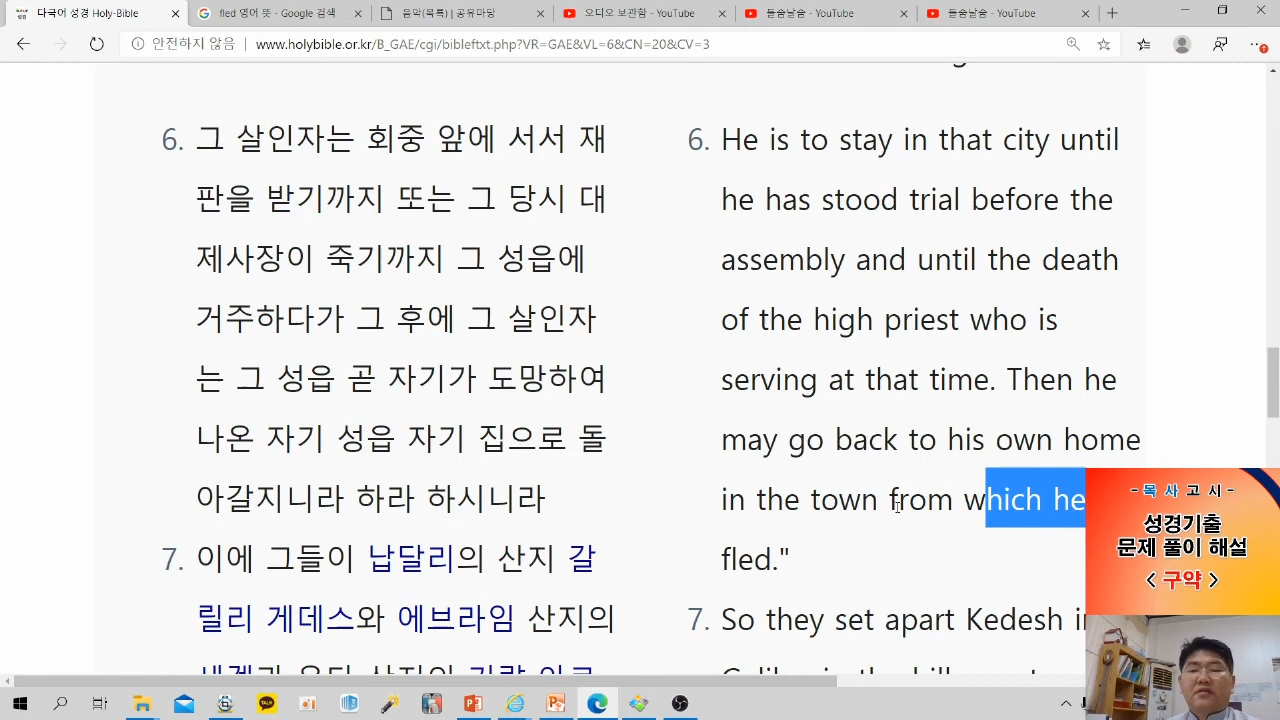 다국어 성경 Holy-Bible
fled 영어 뜻 - Google 검색
음악(목록) | 공유마당
오디오 보관함 - YouTube
돌솜날솜 - YouTube
돌솜날솜 - YouTube
안전하지 않음
www.holybible.or.kr/B_GAE/cgi/bibleftxt.php?VR=GAE&VL=6&CN=20&CV=3
6. 그 살인자는 회중 앞에 서서 재
판을 받기까지 또는 그 당시 대
제사장이 죽기까지 그 성읍에
거주하다가 그 후에 그 살인자
는 그 성읍 곧 자기가 도망하여
나온 자기 성읍 자기 집으로 돌
아갈지니라 하라 하시니라
7. 이에 그들이 납달리의 산지 갈
릴리 게데스와 에브라임 산지의
6. He is to stay in that city until
he has stood trial before the
assembly and until the death
of the high priest who is
serving at that time. Then he
may go back to his own home
in the town from which he
fled."
7. So they set apart Kedesh in
- 목 사 고 시 -
성경기출
문제 풀이 해설
< 구약 >